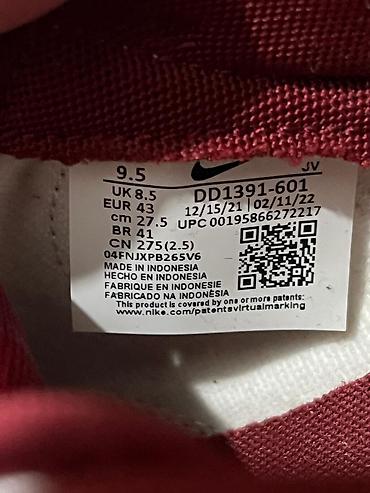 9.5 JV
UK 8.5 DD1391-601
EUR 43 12/15/21 | 02/11/22
cm 27.5 UPC 00195866272217
BR 41
CN 275(2.5)
04FNJXPB265V6
MADE IN INDONESIA
HECHO EN INDONESIA
FABRIQUE EN INDONESIE
FABRICADO NA INDONÉSIA
This product is covered by one or more patents:
www.nike.com/patentsvirtualmarking